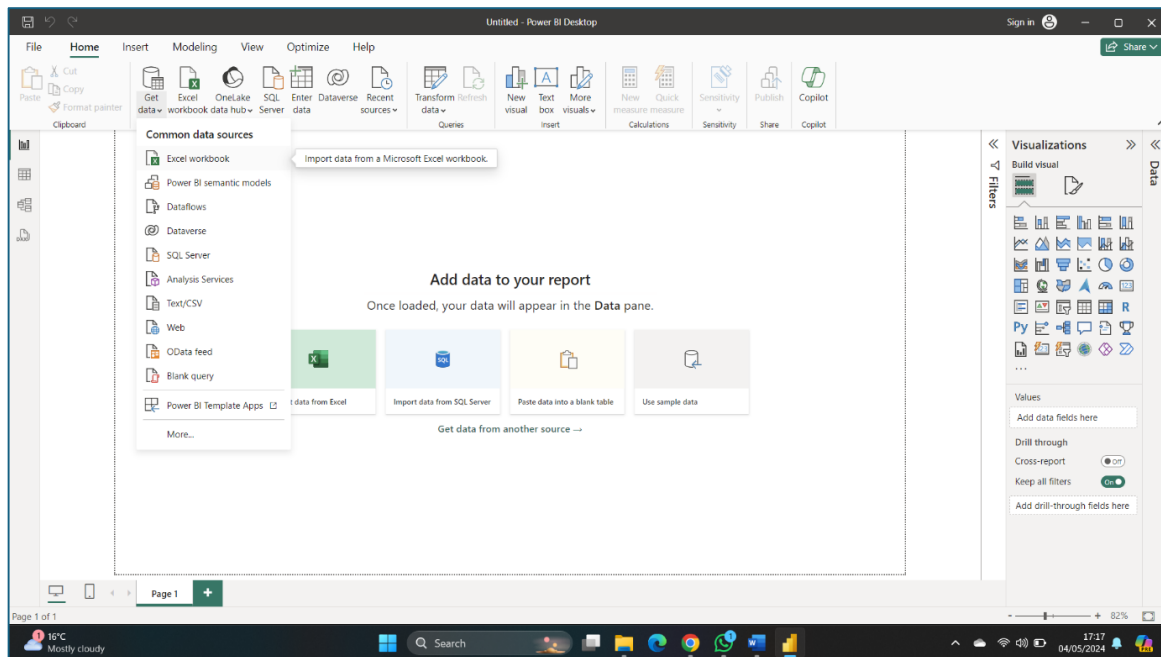 Untitled - Power BI Desktop
Sign in
File Home Insert Modeling View Optimize Help
Share
Paste
Cut
Copy
Format painter
Clipboard
Get data
Excel workbook
OneLake data hub
SQL Server
Enter data
Dataverse
Recent sources
Transform data
Refresh
Queries
New visual
Text box
More visuals
Insert
New measure
Quick measure
Calculations
Sensitivity
Sensitivity
Publish
Share
Copilot
Copilot
Common data sources
Excel workbook
Import data from a Microsoft Excel workbook.
Power BI semantic models
Dataflows
Dataverse
SQL Server
Analysis Services
Text/CSV
Web
OData feed
Blank query
Power BI Template Apps
More...
Add data to your report
Once loaded, your data will appear in the Data pane.
t data from Excel
SQL
Import data from SQL Server
Paste data into a blank table
Use sample data
Get data from another source →
Filters
Visualizations
Build visual
123
R
Py
...
Values
Add data fields here
Drill through
Cross-report
Off
Keep all filters
On
Add drill-through fields here
Data
Page 1
+
Page 1 of 1
- + 82%
1
16°C
Mostly cloudy
Search
1
17:17
04/05/2024